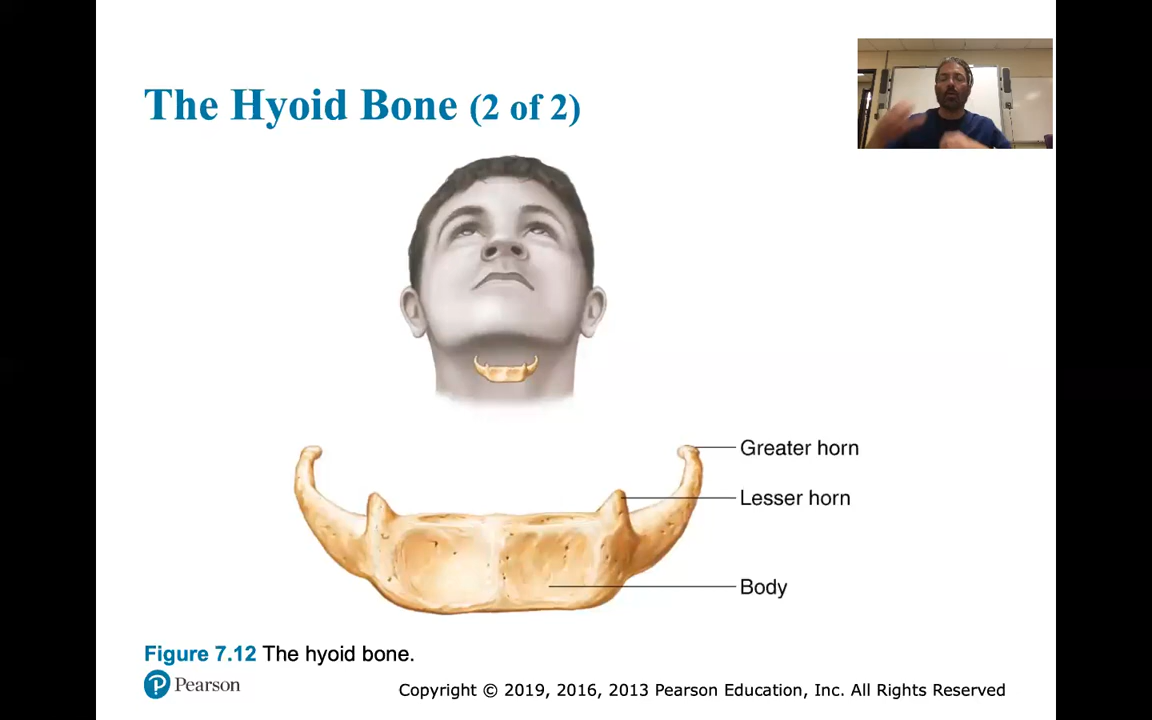 The Hyoid Bone (2 of 2)
Greater horn
Lesser horn
Body
Figure 7.12 The hyoid bone.
Pearson
Copyright © 2019, 2016, 2013 Pearson Education, Inc. All Rights Reserved